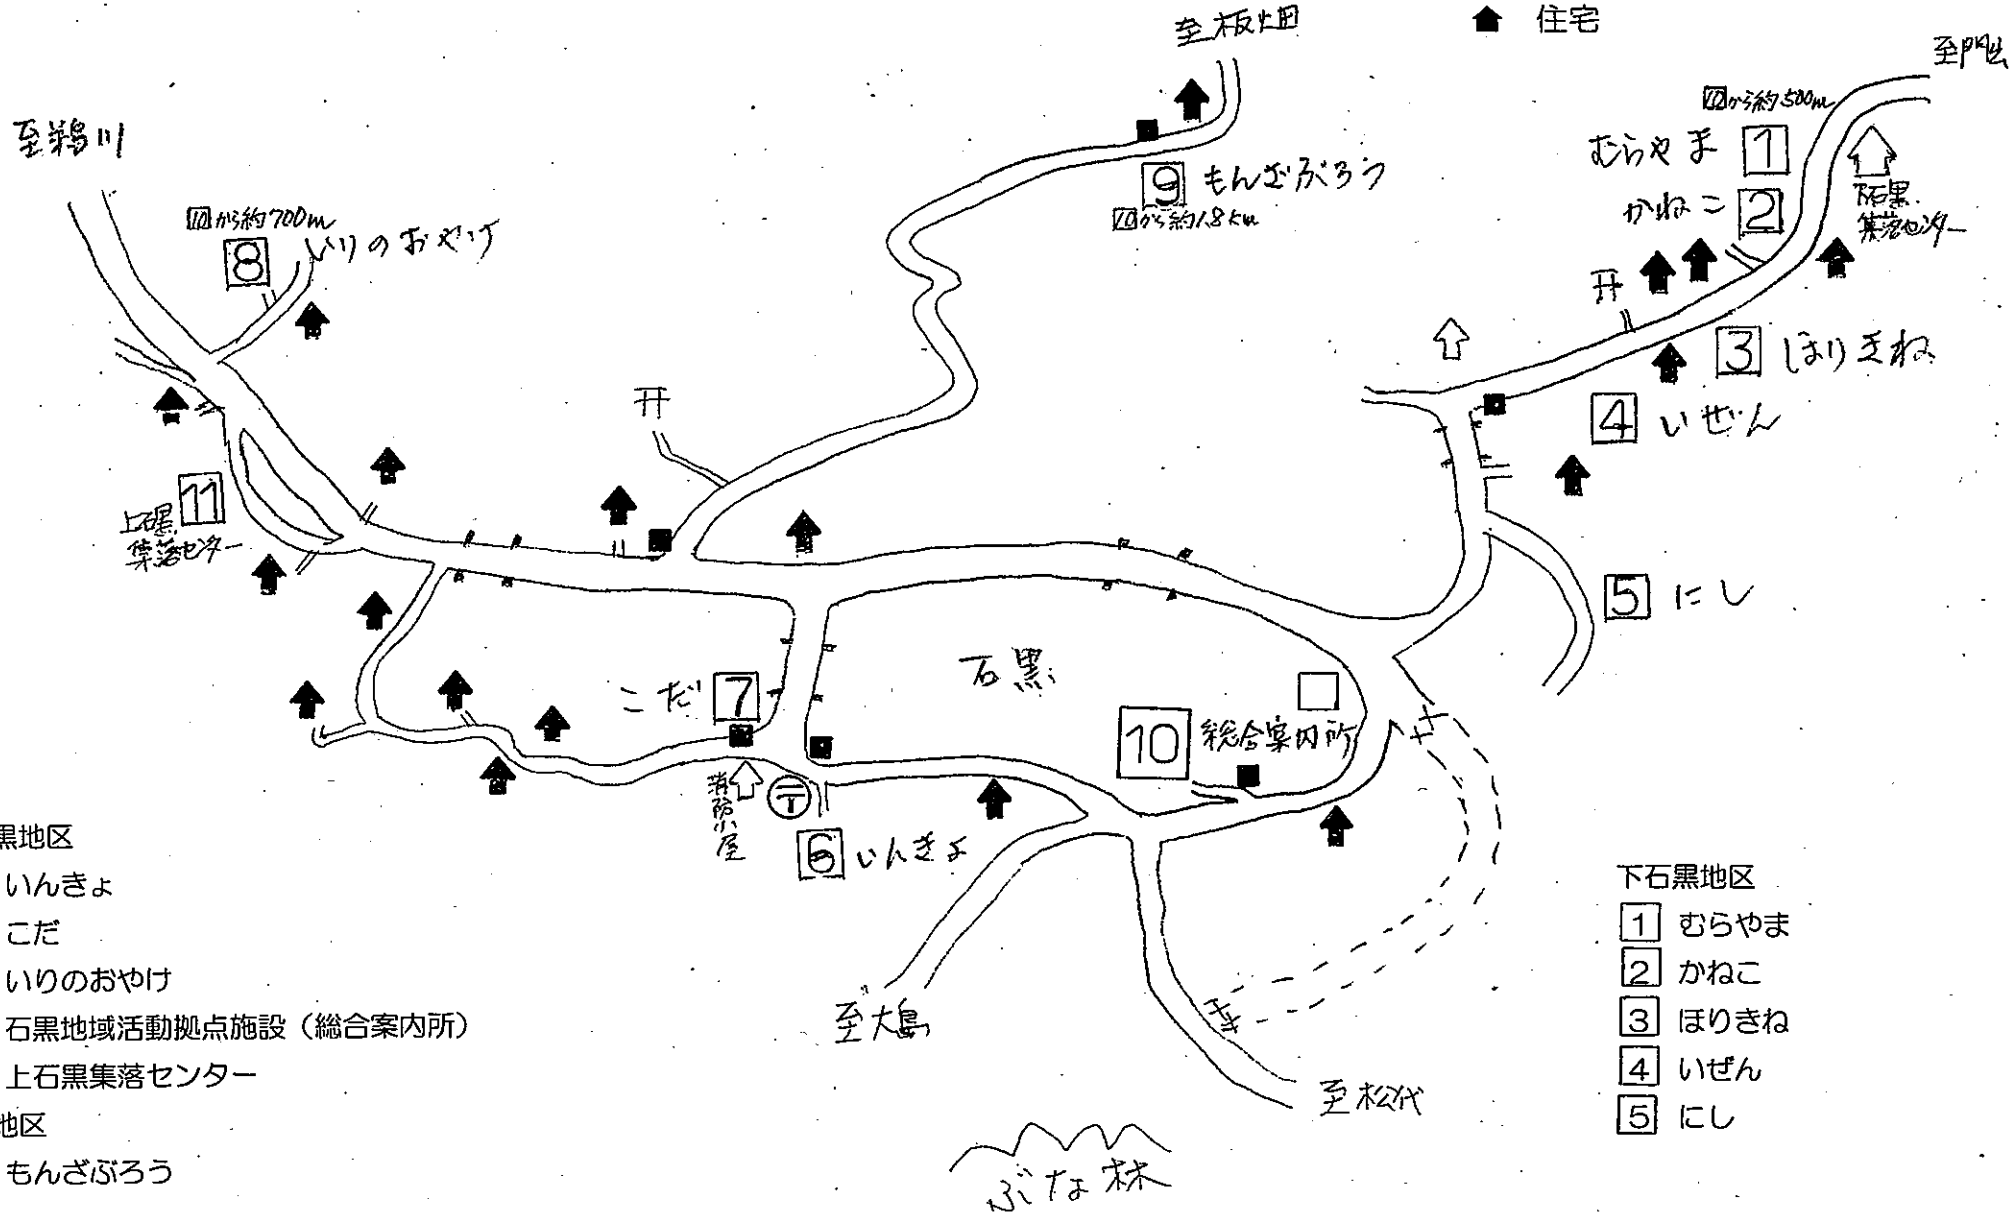 至板畑
住宅
至門出
至鵜川
10から約500m
むらやま 1
かねこ 2
下石黒
集落センター
9 もんざぶろう
10から約1.8km
10から約700m
8 いりのおやけ
3 ほりきね
4 いぜん
11
上石黒
集落センター
5 にし
石黒
こだ 7
10 総合案内所
消防小屋
〒
6 いんきょ
黒地区
いんきょ
こだ
いりのおやけ
石黒地域活動拠点施設（総合案内所）
上石黒集落センター
地区
もんざぶろう
至大島
至松代
ぶな林
下石黒地区
1 むらやま
2 かねこ
3 ほりきね
4 いぜん
5 にし